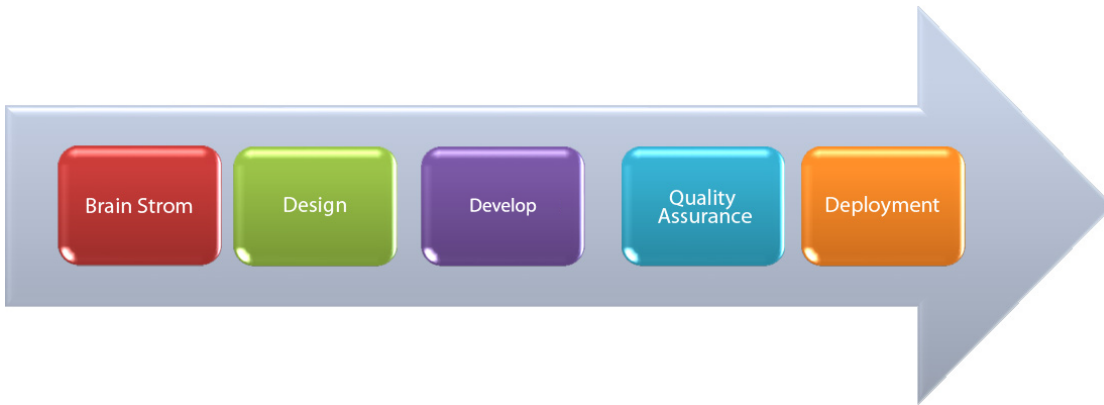 Brain Strom
Design
Develop
Quality
Assurance
Deployment